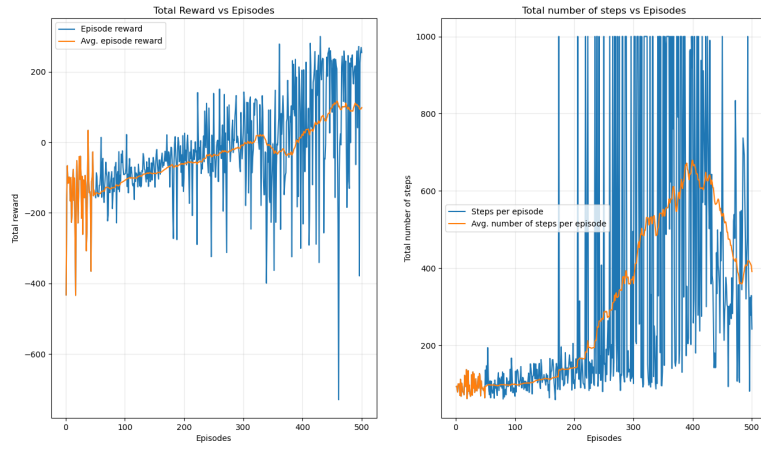 Total Reward vs Episodes
Episode reward
Avg. episode reward
200
0
−200
−400
−600
Total reward
0
100
200
300
400
500
Episodes
Total number of steps vs Episodes
1000
800
600
400
200
Total number of steps
Steps per episode
Avg. number of steps per episode
0
100
200
300
400
500
Episodes